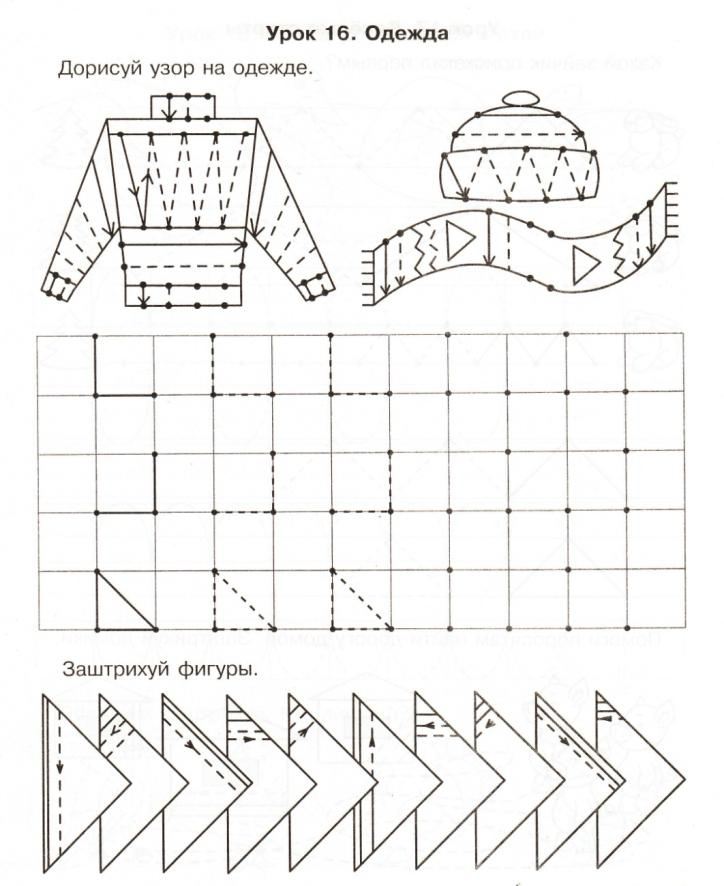 Урок 16. Одежда
Дорисуй узор на одежде.
Заштрихуй фигуры.